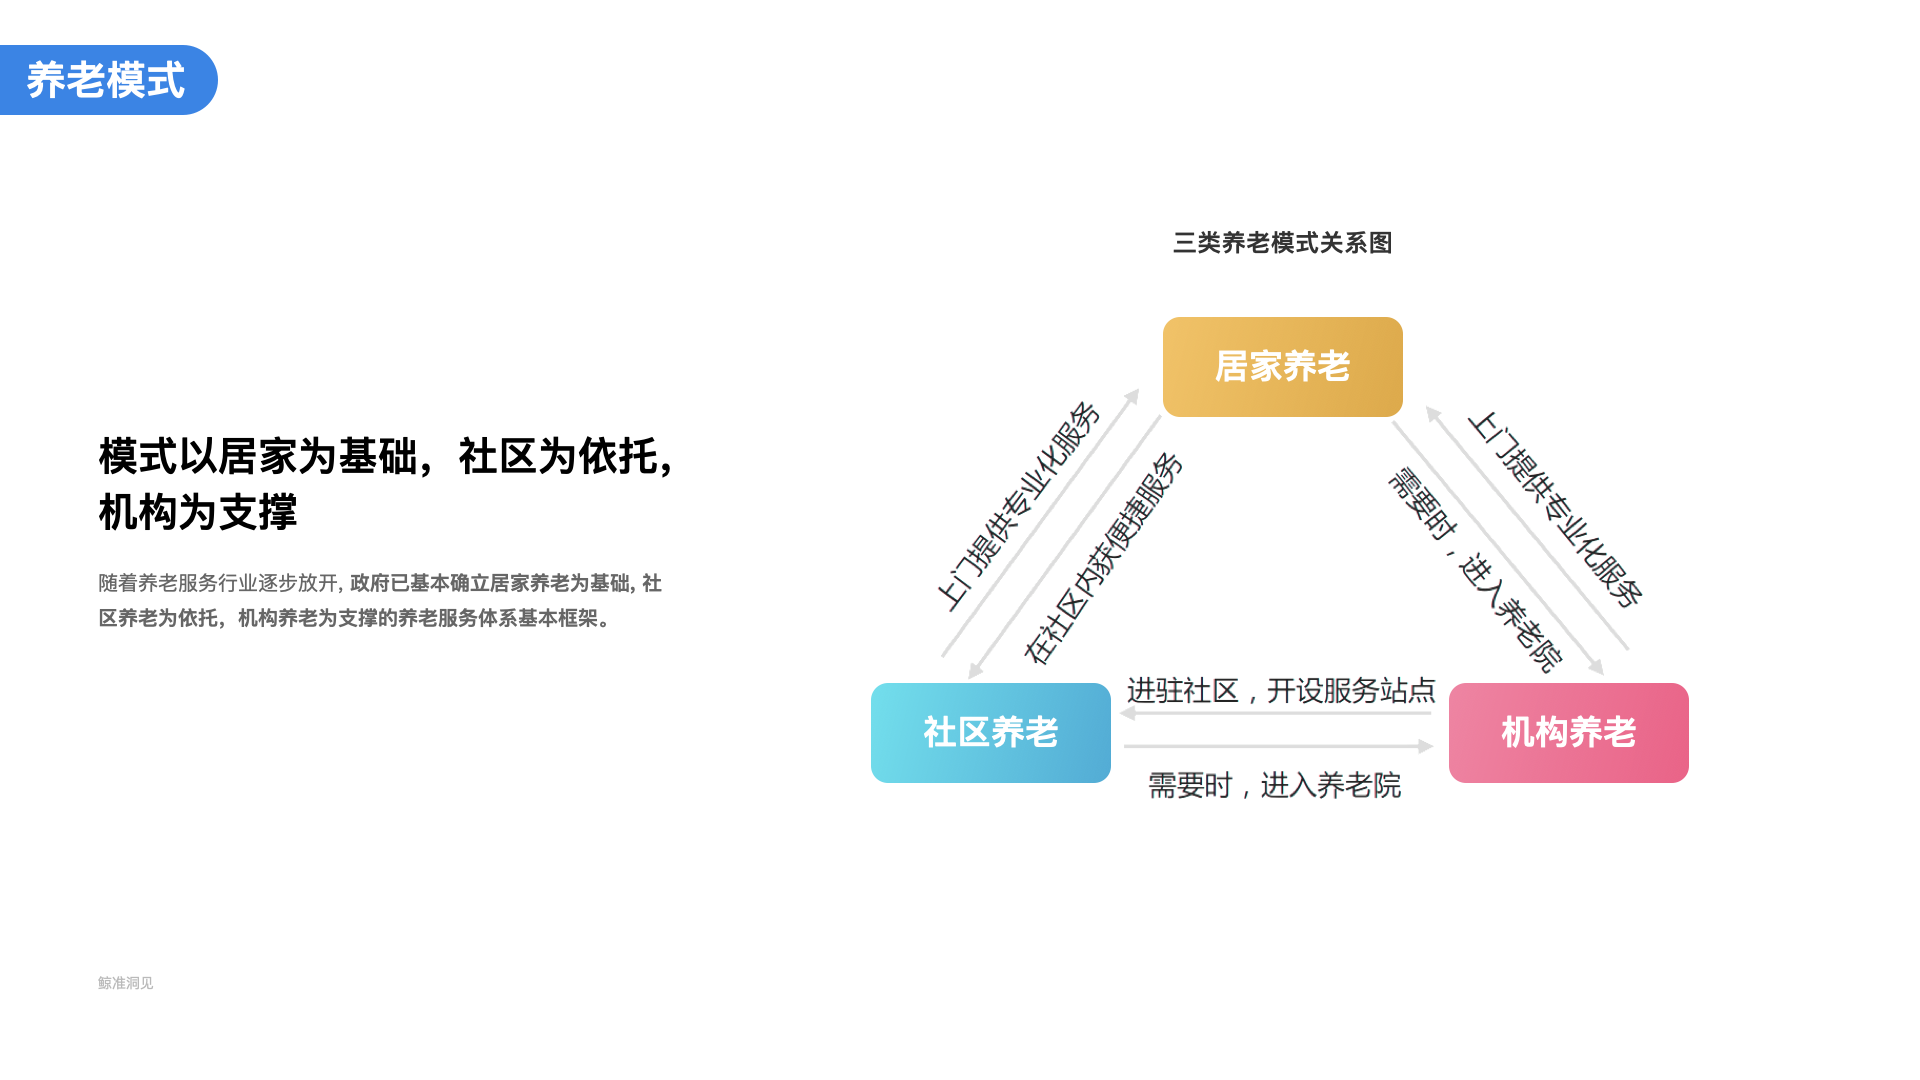 养老模式
模式以居家为基础，社区为依托，
机构为支撑
随着养老服务行业逐步放开, 政府已基本确立居家养老为基础, 社
区养老为依托，机构养老为支撑的养老服务体系基本框架。
三类养老模式关系图
居家养老
上门提供专业化服务
在社区内获便捷服务
需要时，进入养老院
上门提供专业化服务
社区养老
进驻社区，开设服务站点
需要时，进入养老院
机构养老
鲸准洞见